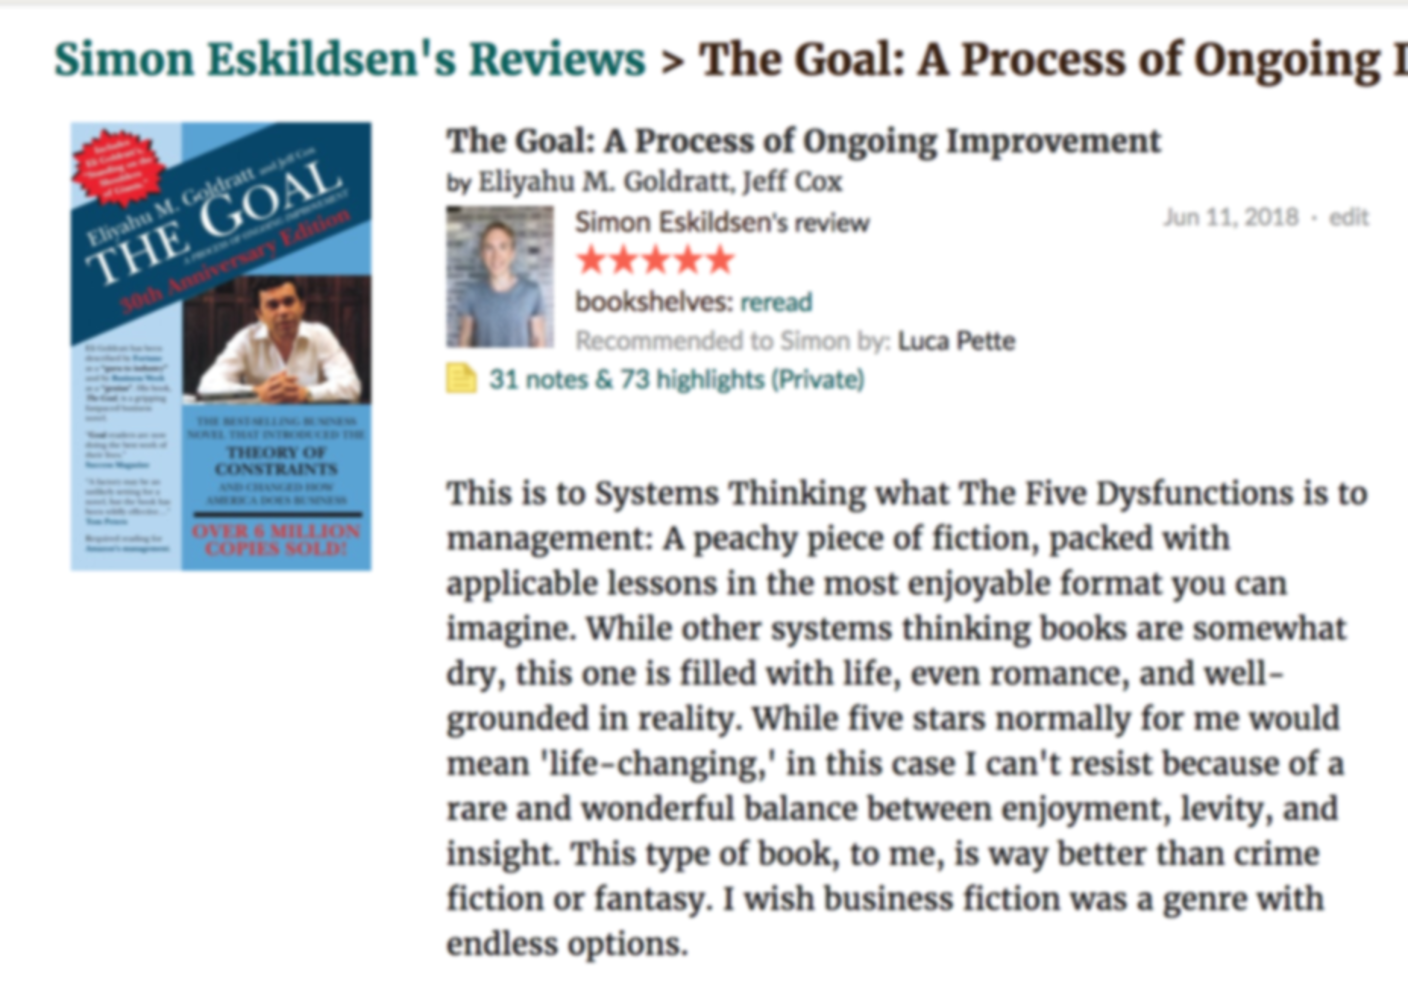 Simon Eskildsen's Reviews > The Goal: A Process of Ongoing I
The Goal: A Process of Ongoing Improvement
by Eliyahu M. Goldratt, Jeff Cox
Simon Eskildsen's review
Jun 11, 2018 · edit
bookshelves: reread
Recommended to Simon by: Luca Pette
31 notes & 73 highlights (Private)
This is to Systems Thinking what The Five Dysfunctions is to
management: A peachy piece of fiction, packed with
applicable lessons in the most enjoyable format you can
imagine. While other systems thinking books are somewhat
dry, this one is filled with life, even romance, and well-
grounded in reality. While five stars normally for me would
mean 'life-changing,' in this case I can't resist because of a
rare and wonderful balance between enjoyment, levity, and
insight. This type of book, to me, is way better than crime
fiction or fantasy. I wish business fiction was a genre with
endless options.
Eliyahu M. Goldratt and Jeff Cox
THE GOAL
A PROCESS OF ONGOING IMPROVEMENT
30th Anniversary Edition
THE BEST-SELLING BUSINESS
NOVEL THAT INTRODUCED THE
THEORY OF
CONSTRAINTS
AND CHANGED HOW
AMERICA DOES BUSINESS
OVER 6 MILLION
COPIES SOLD!